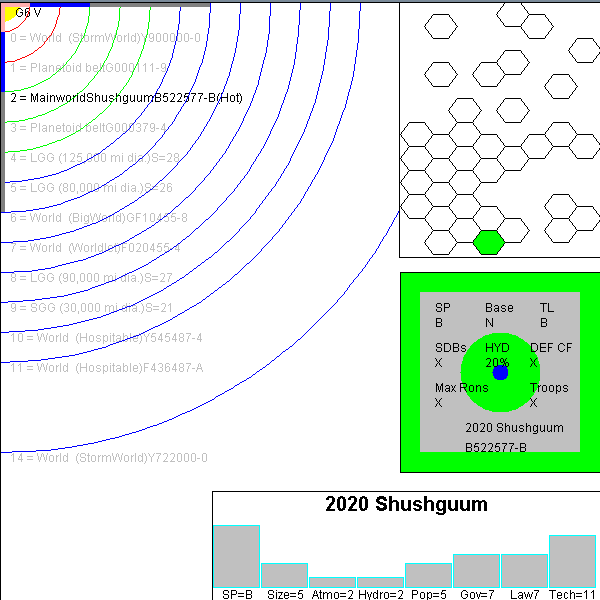 G6 V
0 = World (StormWorld)Y900000-0
1 = Planetoid beltG000111-9
2 = MainworldShushguumB522577-B(Hot)
3 = Planetoid beltG000379-4
4 = LGG (125,000 mi dia.)S=28
5 = LGG (80,000 mi dia.)S=26
6 = World (BigWorld)GF10455-8
7 = World (Worldlet)F020455-4
8 = LGG (90,000 mi dia.)S=27
9 = SGG (30,000 mi dia.)S=21
10 = World (Hospitable)Y545487-4
11 = World (Hospitable)F436487-A
14 = World (StormWorld)Y722000-0
SP Base TL
B N B
SDBs HYD DEF CF
X 20% X
Max Rons Troops
X X
2020 Shushguum
B522577-B
2020 Shushguum
SP=B Size=5 Atmo=2 Hydro=2 Pop=5 Gov=7 Law7 Tech=11